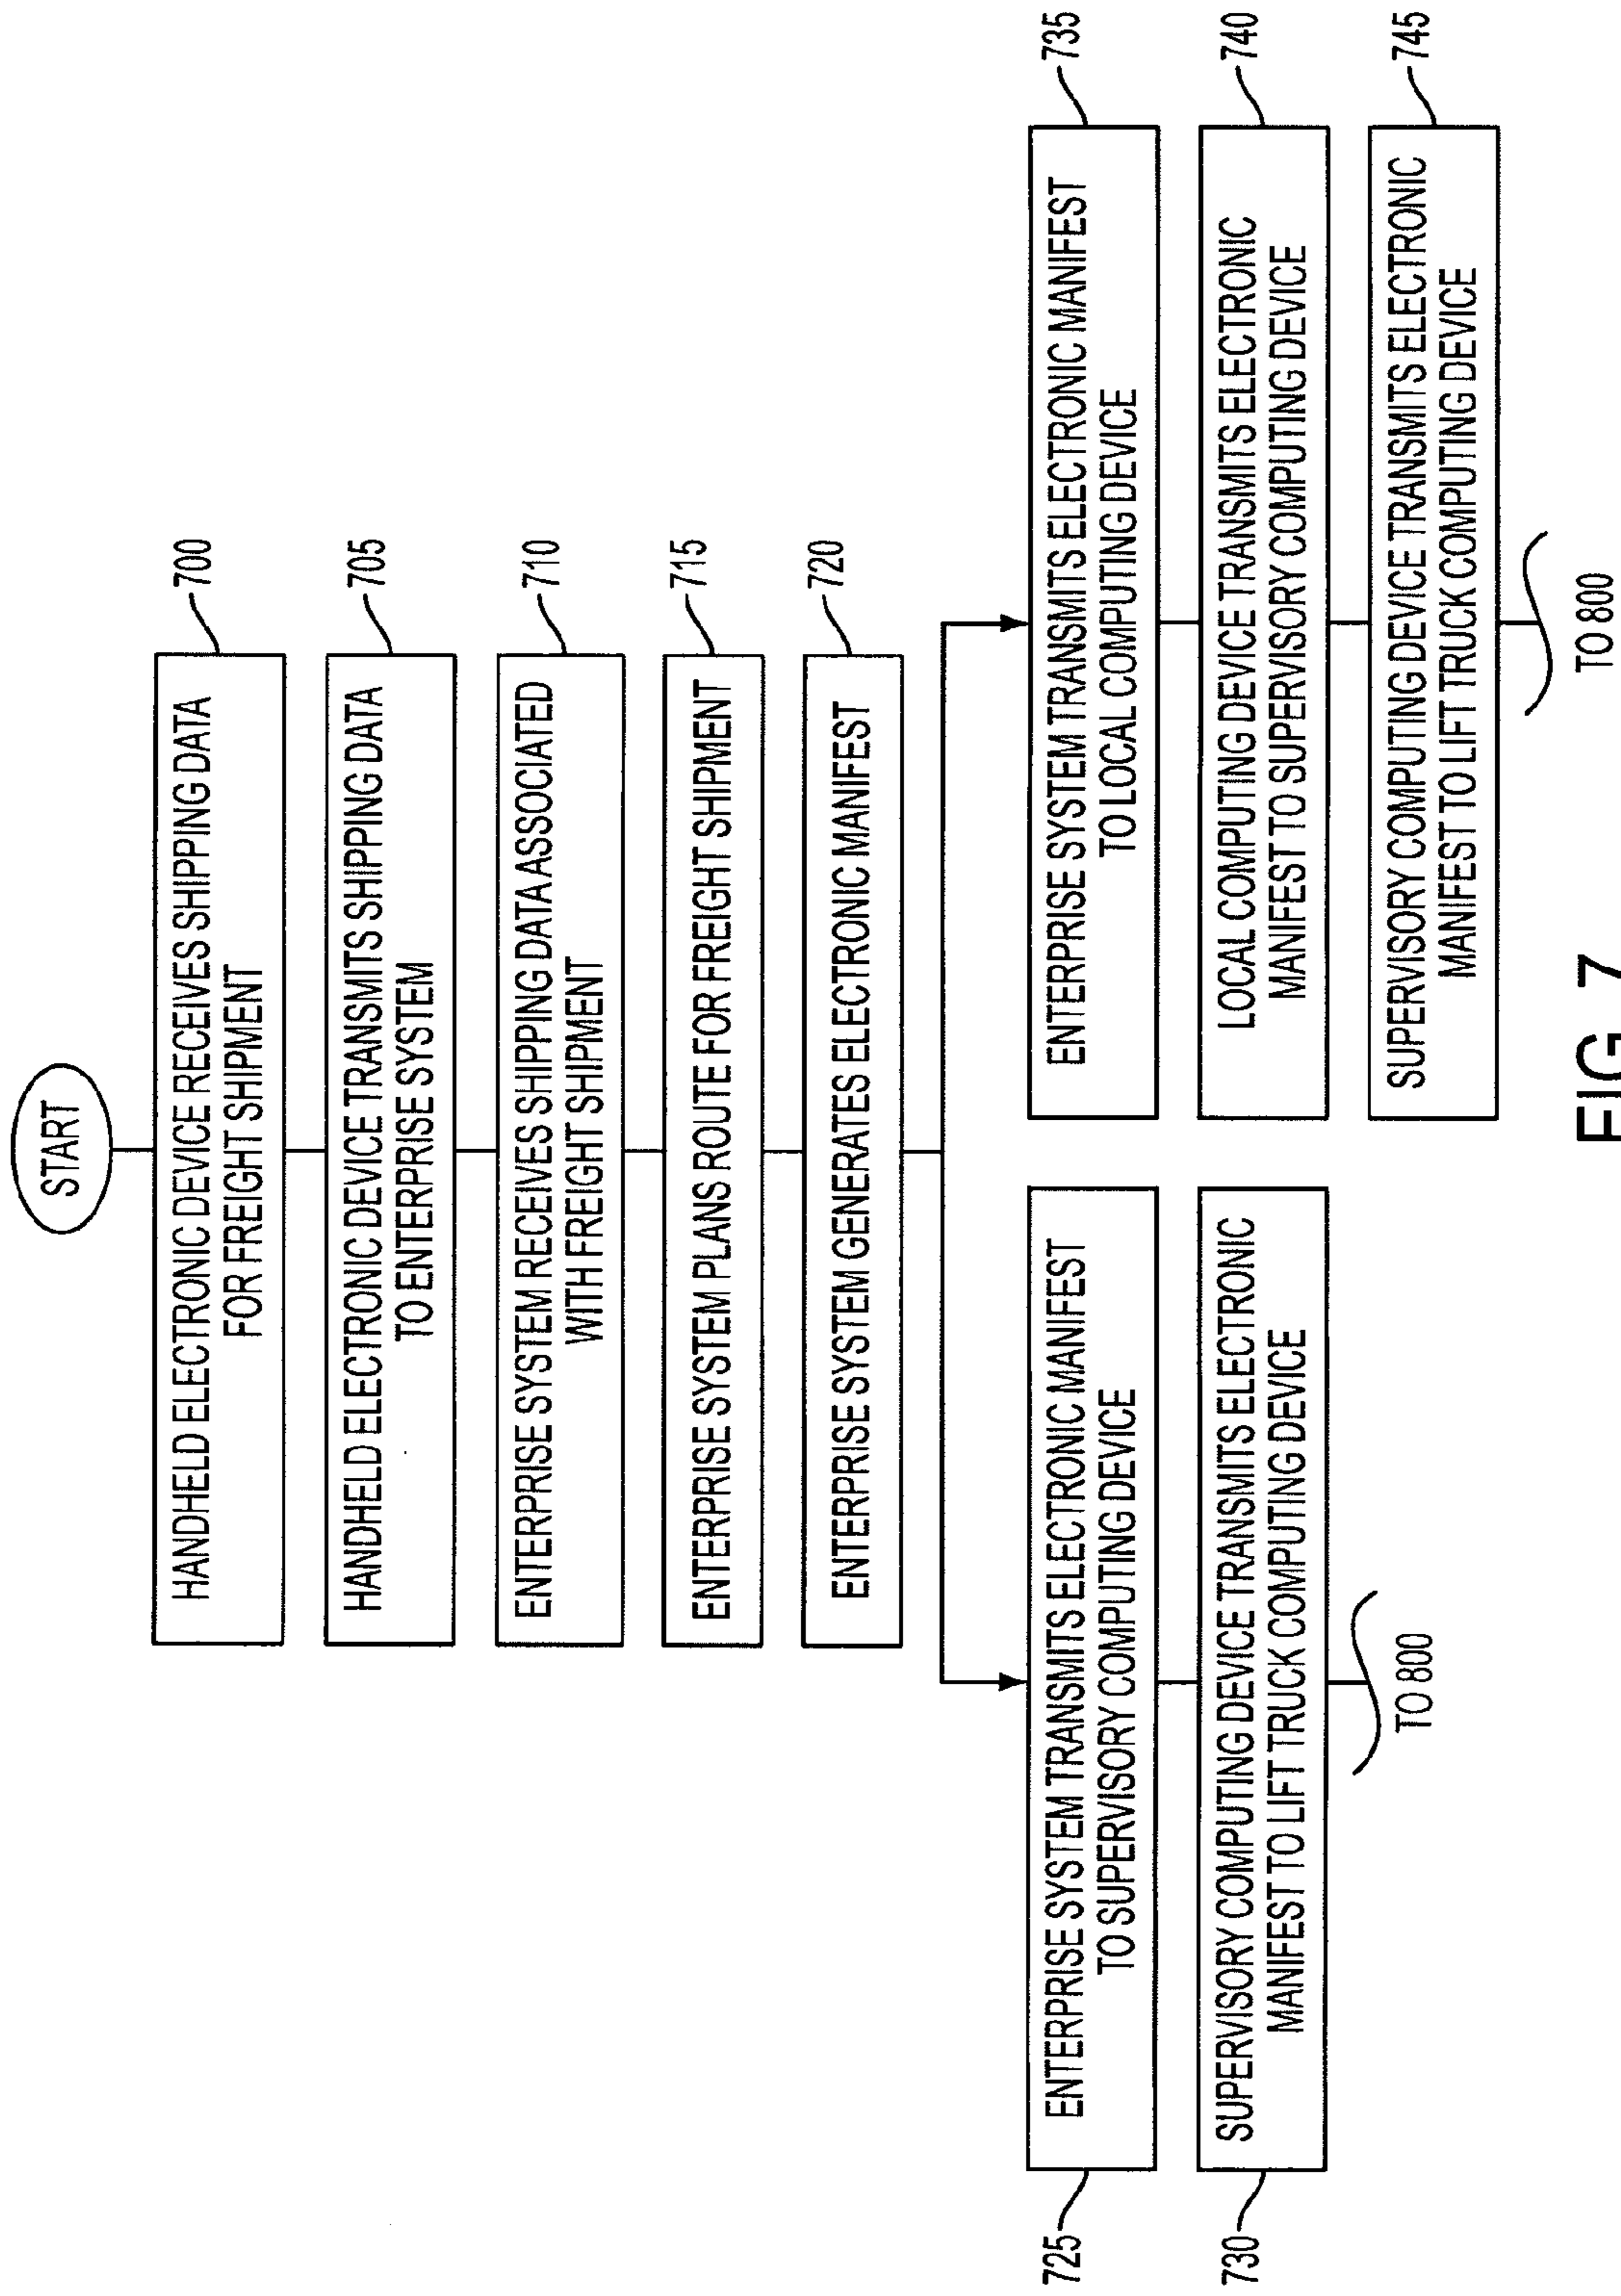 START
HANDHELD ELECTRONIC DEVICE RECEIVES SHIPPING DATA
FOR FREIGHT SHIPMENT
700
HANDHELD ELECTRONIC DEVICE TRANSMITS SHIPPING DATA
TO ENTERPRISE SYSTEM
705
ENTERPRISE SYSTEM RECEIVES SHIPPING DATA ASSOCIATED
WITH FREIGHT SHIPMENT
710
ENTERPRISE SYSTEM PLANS ROUTE FOR FREIGHT SHIPMENT
715
ENTERPRISE SYSTEM GENERATES ELECTRONIC MANIFEST
720
725
ENTERPRISE SYSTEM TRANSMITS ELECTRONIC MANIFEST
TO SUPERVISORY COMPUTING DEVICE
730
SUPERVISORY COMPUTING DEVICE TRANSMITS ELECTRONIC
MANIFEST TO LIFT TRUCK COMPUTING DEVICE
TO 800
ENTERPRISE SYSTEM TRANSMITS ELECTRONIC MANIFEST
TO LOCAL COMPUTING DEVICE
735
LOCAL COMPUTING DEVICE TRANSMITS ELECTRONIC
MANIFEST TO SUPERVISORY COMPUTING DEVICE
740
SUPERVISORY COMPUTING DEVICE TRANSMITS ELECTRONIC
MANIFEST TO LIFT TRUCK COMPUTING DEVICE
745
TO 800
FIG. 7